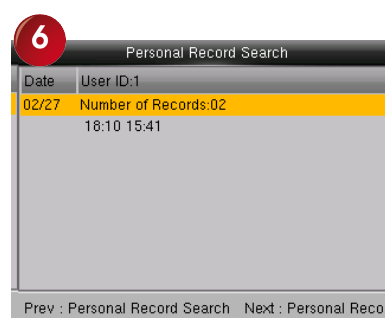 6
Personal Record Search
Date User ID:1
02/27 Number of Records:02
18:10 15:41
Prev : Personal Record Search Next : Personal Reco